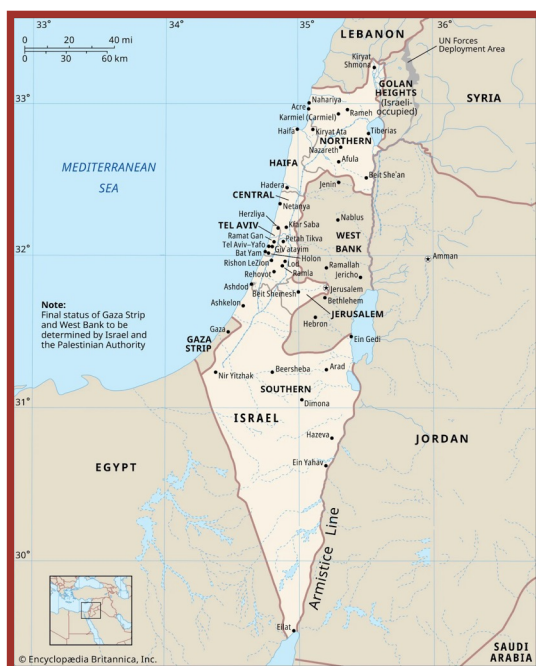 33°
34°
35°
36°
0 20 40 mi
0 30 60 km
LEBANON
UN Forces
Deployment Area
Kiryat
Shmona
GOLAN
HEIGHTS
(Israeli-
occupied)
SYRIA
33°
Nahariya
Acre
Karmiel (Carmiel)
Rameh
Haifa
Kiryat Ata
Tiberias
NORTHERN
Nazareth
HAIFA
Afula
MEDITERRANEAN
SEA
Beit She'an
Hadera
Jenin
CENTRAL
Netanya
Herzliya
Nablus
TEL AVIV
Kfar Saba
Ramat Gan
Petah Tikva
WEST
BANK
Tel Aviv–Yafo
Giv'atayim
32°
Bat Yam
Holon
Amman
Rishon LeZion
Lod
Ramallah
Rehovot
Ramla
Jericho
Ashdod
Beit Shemesh
Jerusalem
Bethlehem
Ashkelon
JERUSALEM
Note:
Final status of Gaza Strip
and West Bank to be
determined by Israel and
the Palestinian Authority
Hebron
Gaza
GAZA
STRIP
Ein Gedi
Nir Yitzhak
Beersheba
Arad
SOUTHERN
31°
Dimona
ISRAEL
Hazeva
JORDAN
Ein Yahav
EGYPT
30°
Armistice Line
Eilat
SAUDI
ARABIA
© Encyclopædia Britannica, Inc.